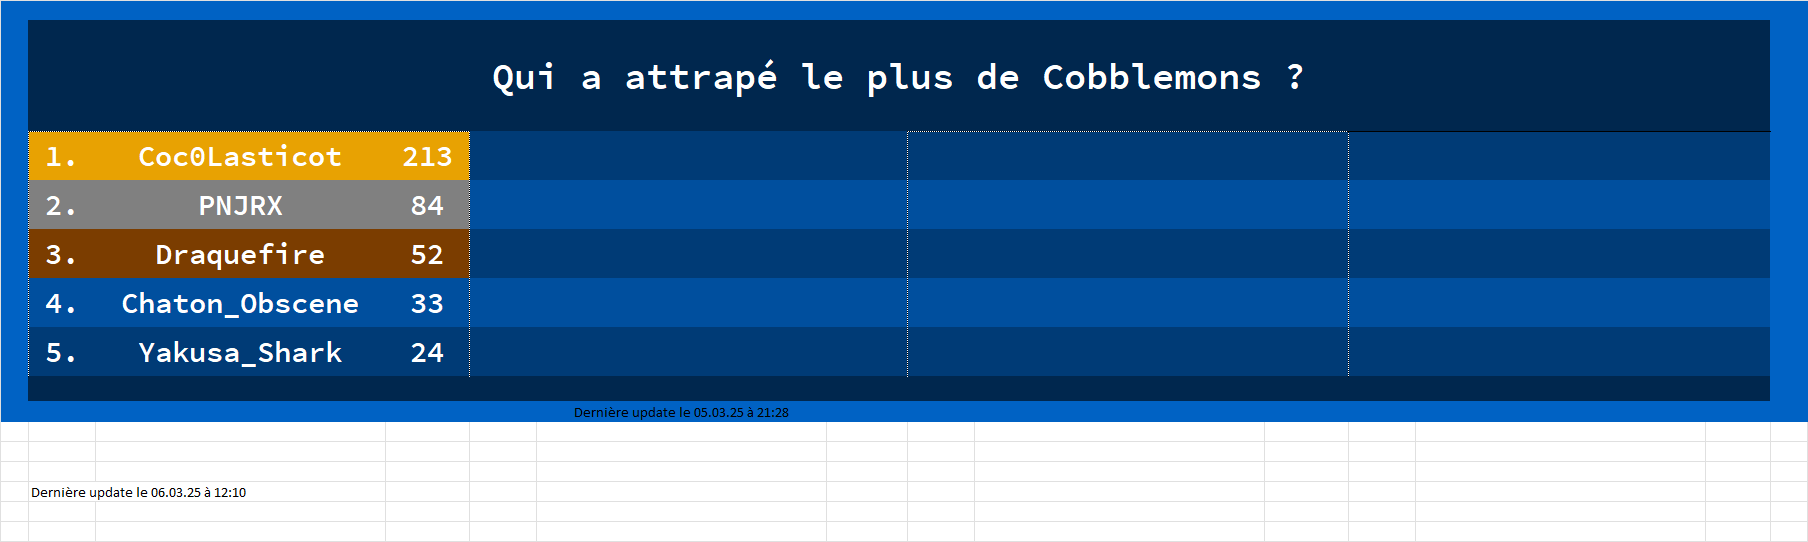 Qui a attrapé le plus de Cobblemons ?
1. Coc0Lasticot 213
2. PNJRX 84
3. Draquefire 52
4. Chaton_Obscene 33
5. Yakusa_Shark 24
Dernière update le 05.03.25 à 21:28
Dernière update le 06.03.25 à 12:10